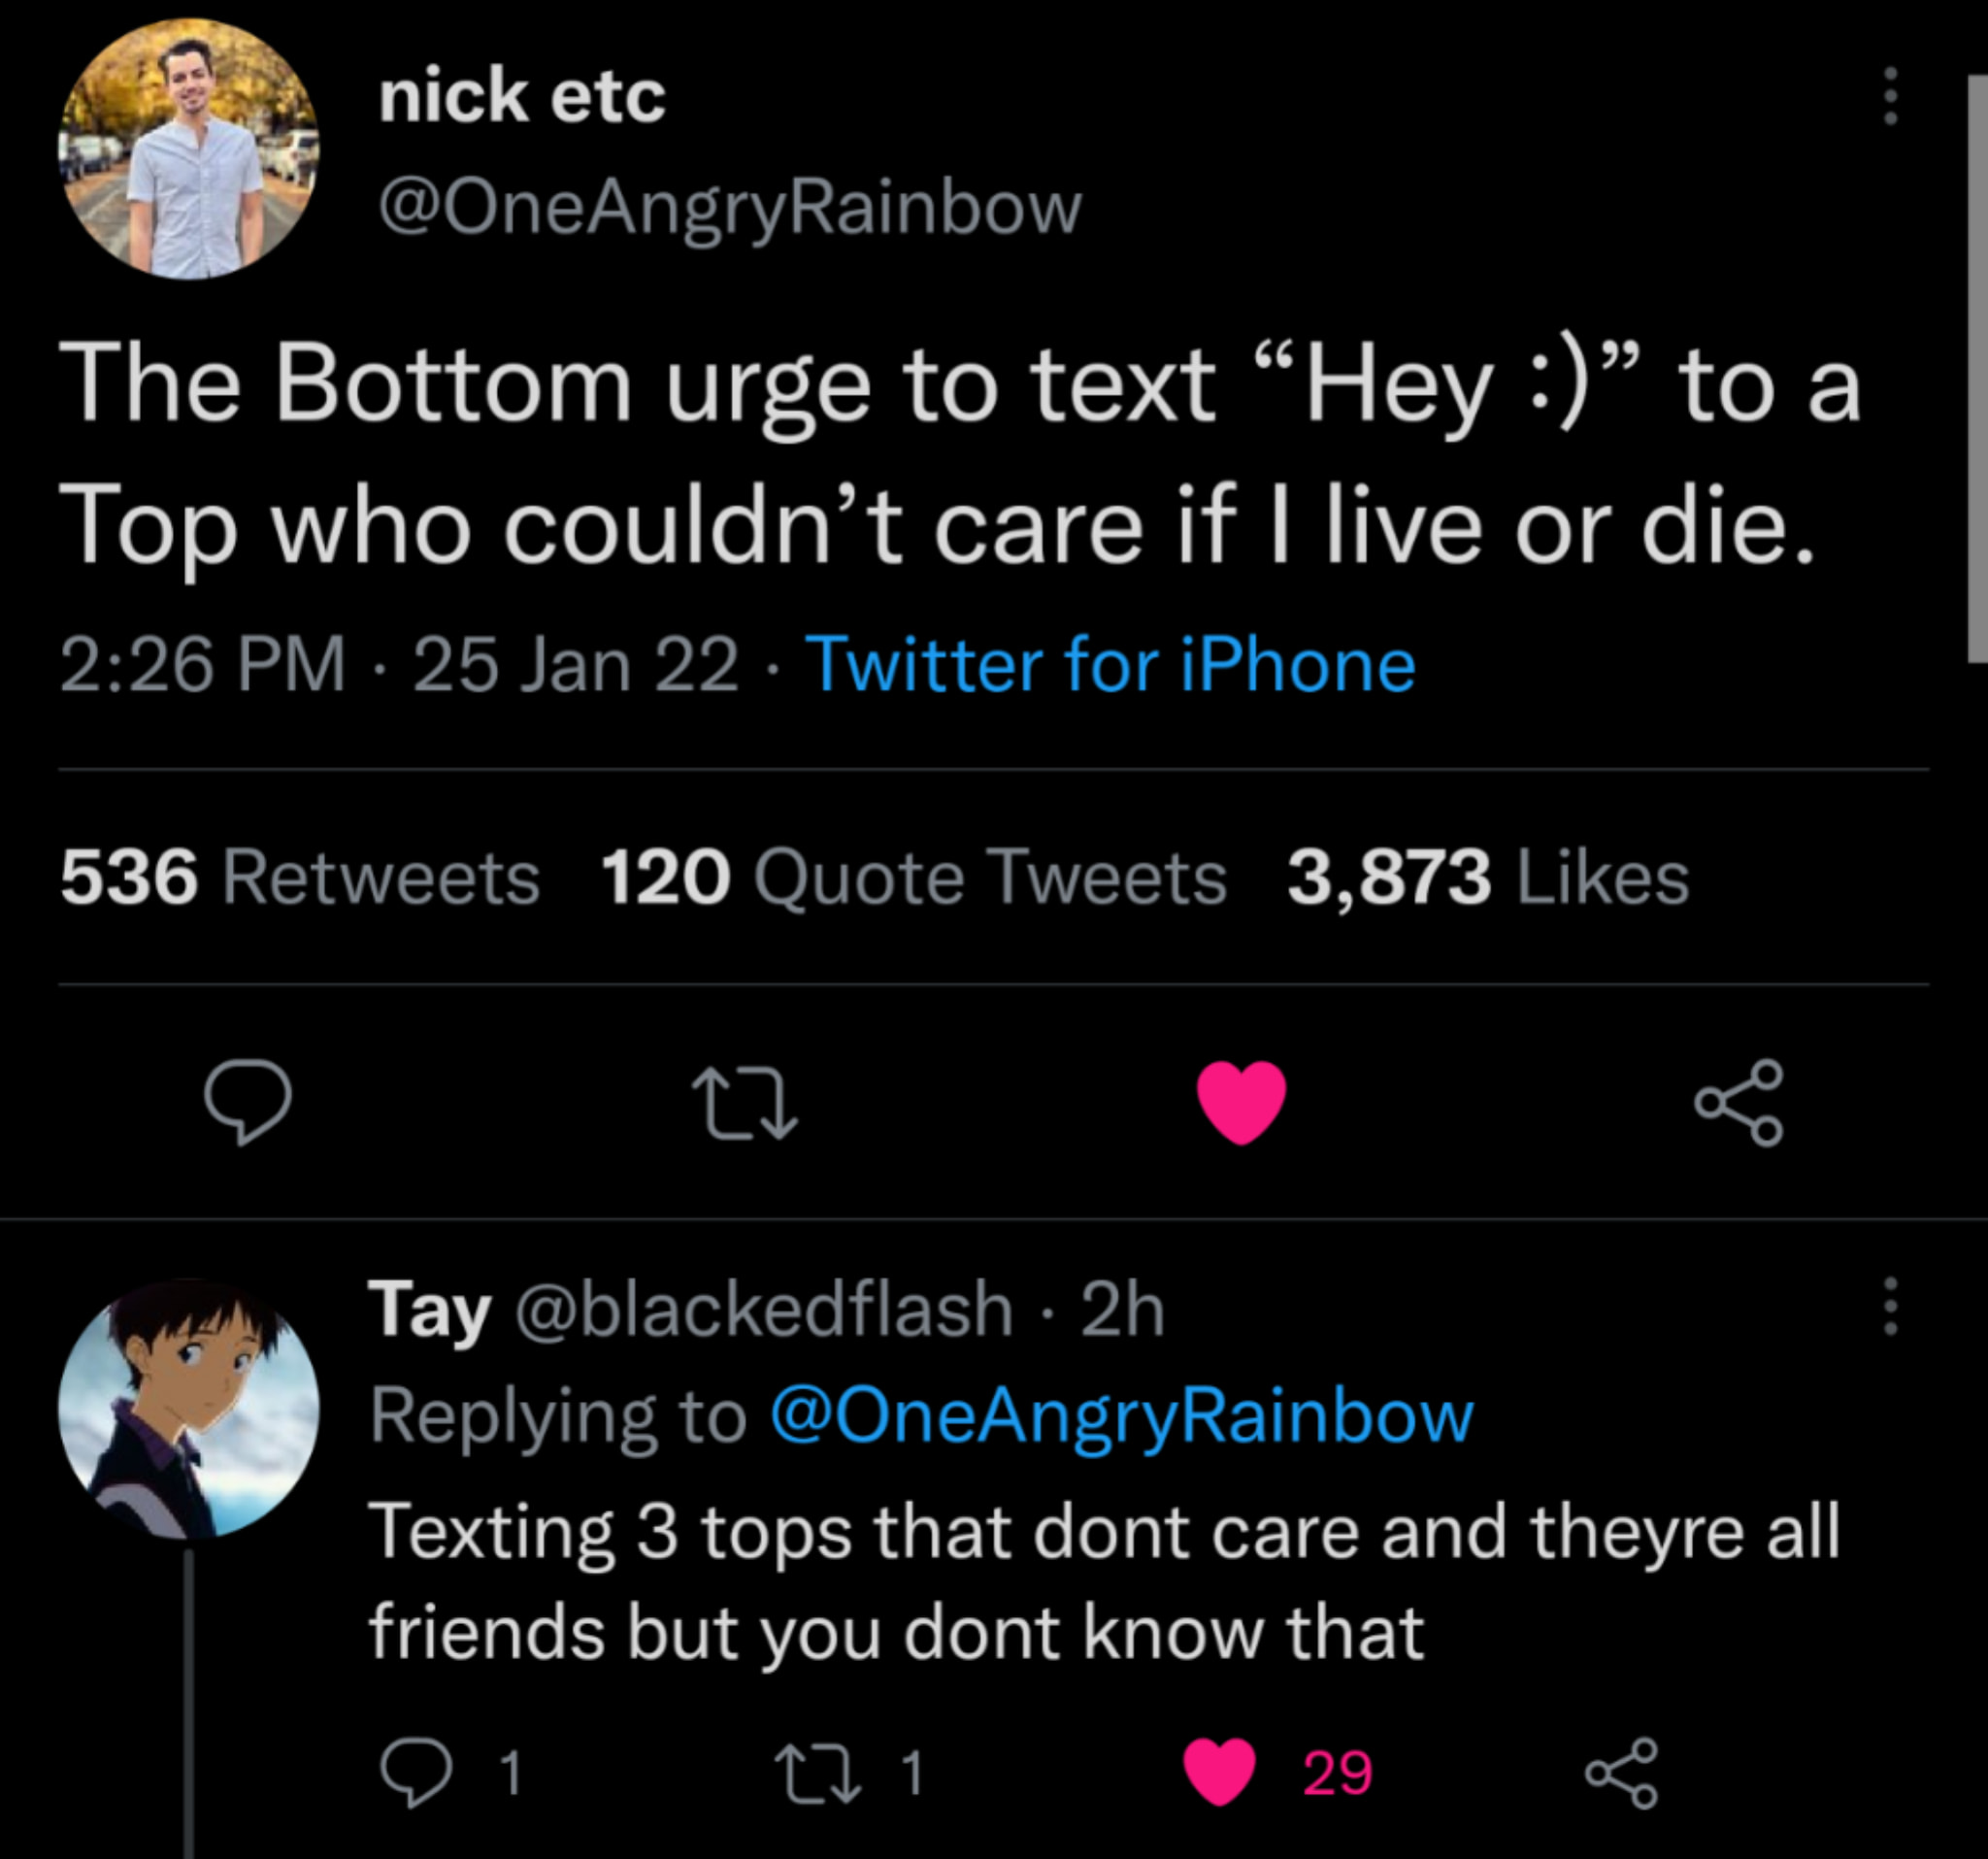 nick etc
@OneAngryRainbow
The Bottom urge to text “Hey :)” to a
Top who couldn’t care if I live or die.
2:26 PM · 25 Jan 22 · Twitter for iPhone
536 Retweets 120 Quote Tweets 3,873 Likes
Tay @blackedflash · 2h
Replying to @OneAngryRainbow
Texting 3 tops that dont care and theyre all
friends but you dont know that
1 1 29